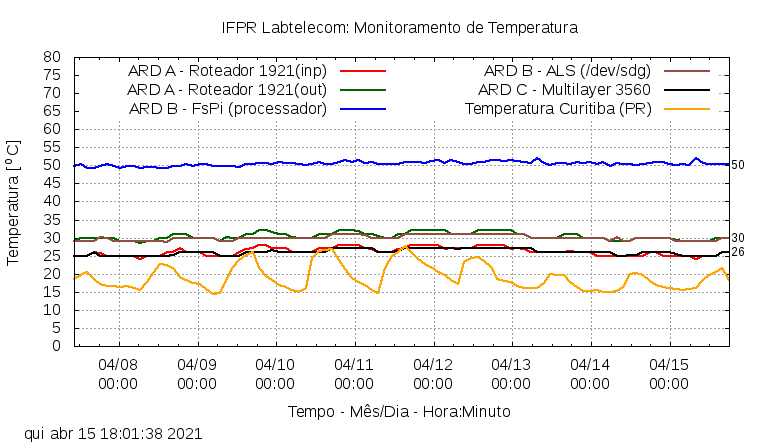 IFPR Labtelecom: Monitoramento de Temperatura
80
75
70
65
60
55
50
45
40
35
30
25
20
15
10
5
0
Temperatura [ºC]
ARD A - Roteador 1921(inp)
ARD A - Roteador 1921(out)
ARD B - FsPi (processador)
ARD B - ALS (/dev/sdg)
ARD C - Multilayer 3560
Temperatura Curitiba (PR)
50
30
26
04/08 04/09 04/10 04/11 04/12 04/13 04/14 04/15
00:00 00:00 00:00 00:00 00:00 00:00 00:00 00:00
Tempo - Mês/Dia - Hora:Minuto
qui abr 15 18:01:38 2021